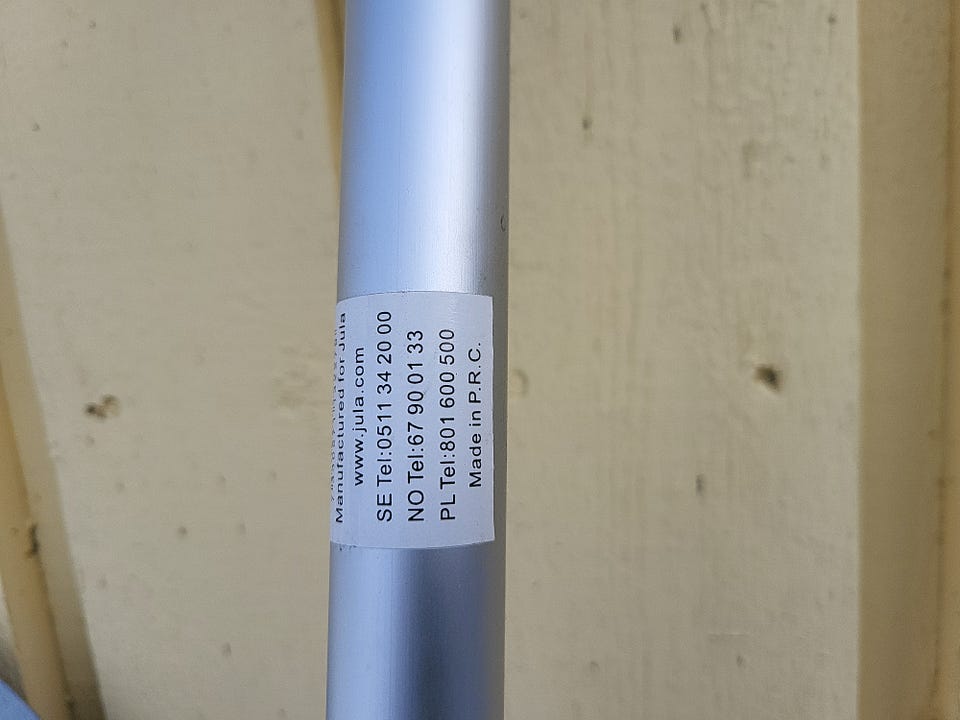 Manufactured for Jula
www.jula.com
SE Tel:0511 34 20 00
NO Tel:67 90 01 33
PL Tel:801 600 500
Made in P.R.C.